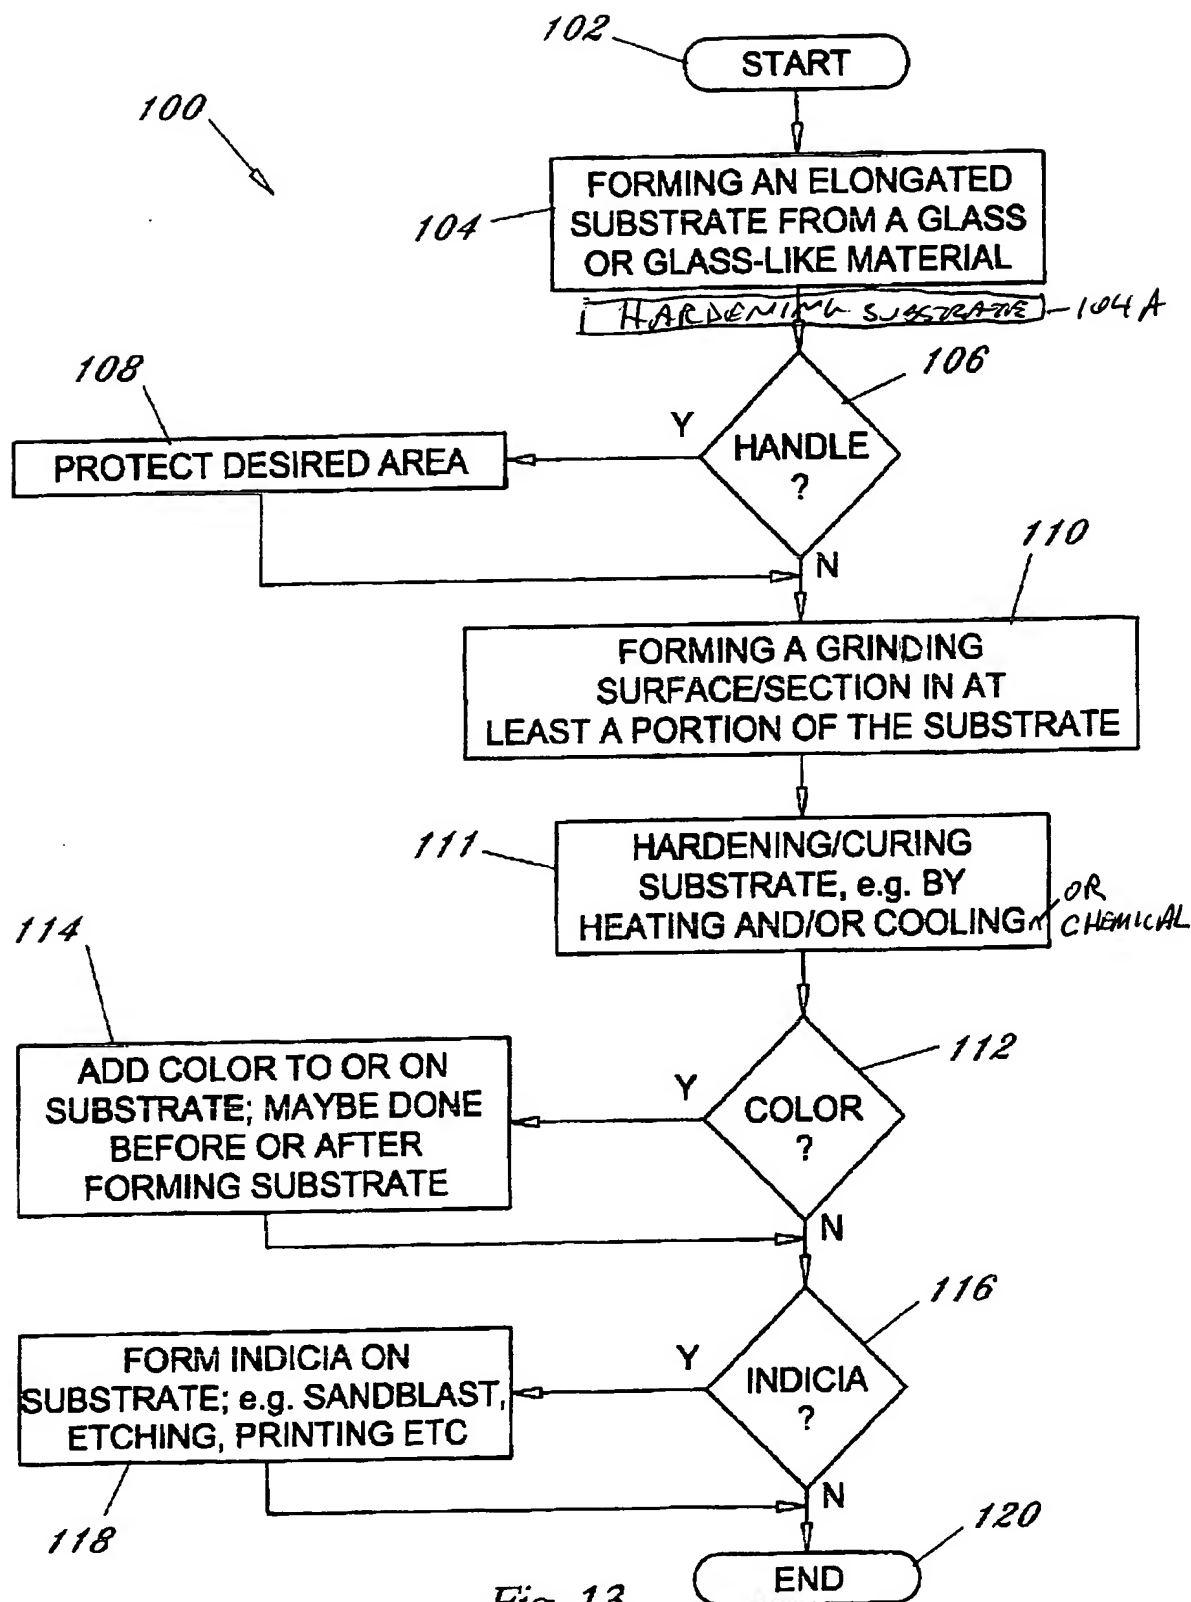 102
START
100
104
FORMING AN ELONGATED
SUBSTRATE FROM A GLASS
OR GLASS-LIKE MATERIAL
HARDENING SUBSTRATE
104A
106
108
Y
HANDLE
?
PROTECT DESIRED AREA
N
110
FORMING A GRINDING
SURFACE/SECTION IN AT
LEAST A PORTION OF THE SUBSTRATE
111
HARDENING/CURING
SUBSTRATE, e.g. BY
HEATING AND/OR COOLING
OR
CHEMICAL
114
112
ADD COLOR TO OR ON
SUBSTRATE; MAYBE DONE
BEFORE OR AFTER
FORMING SUBSTRATE
Y
COLOR
?
N
116
FORM INDICIA ON
SUBSTRATE; e.g. SANDBLAST,
ETCHING, PRINTING ETC
Y
INDICIA
?
N
118
120
END
Fig. 13